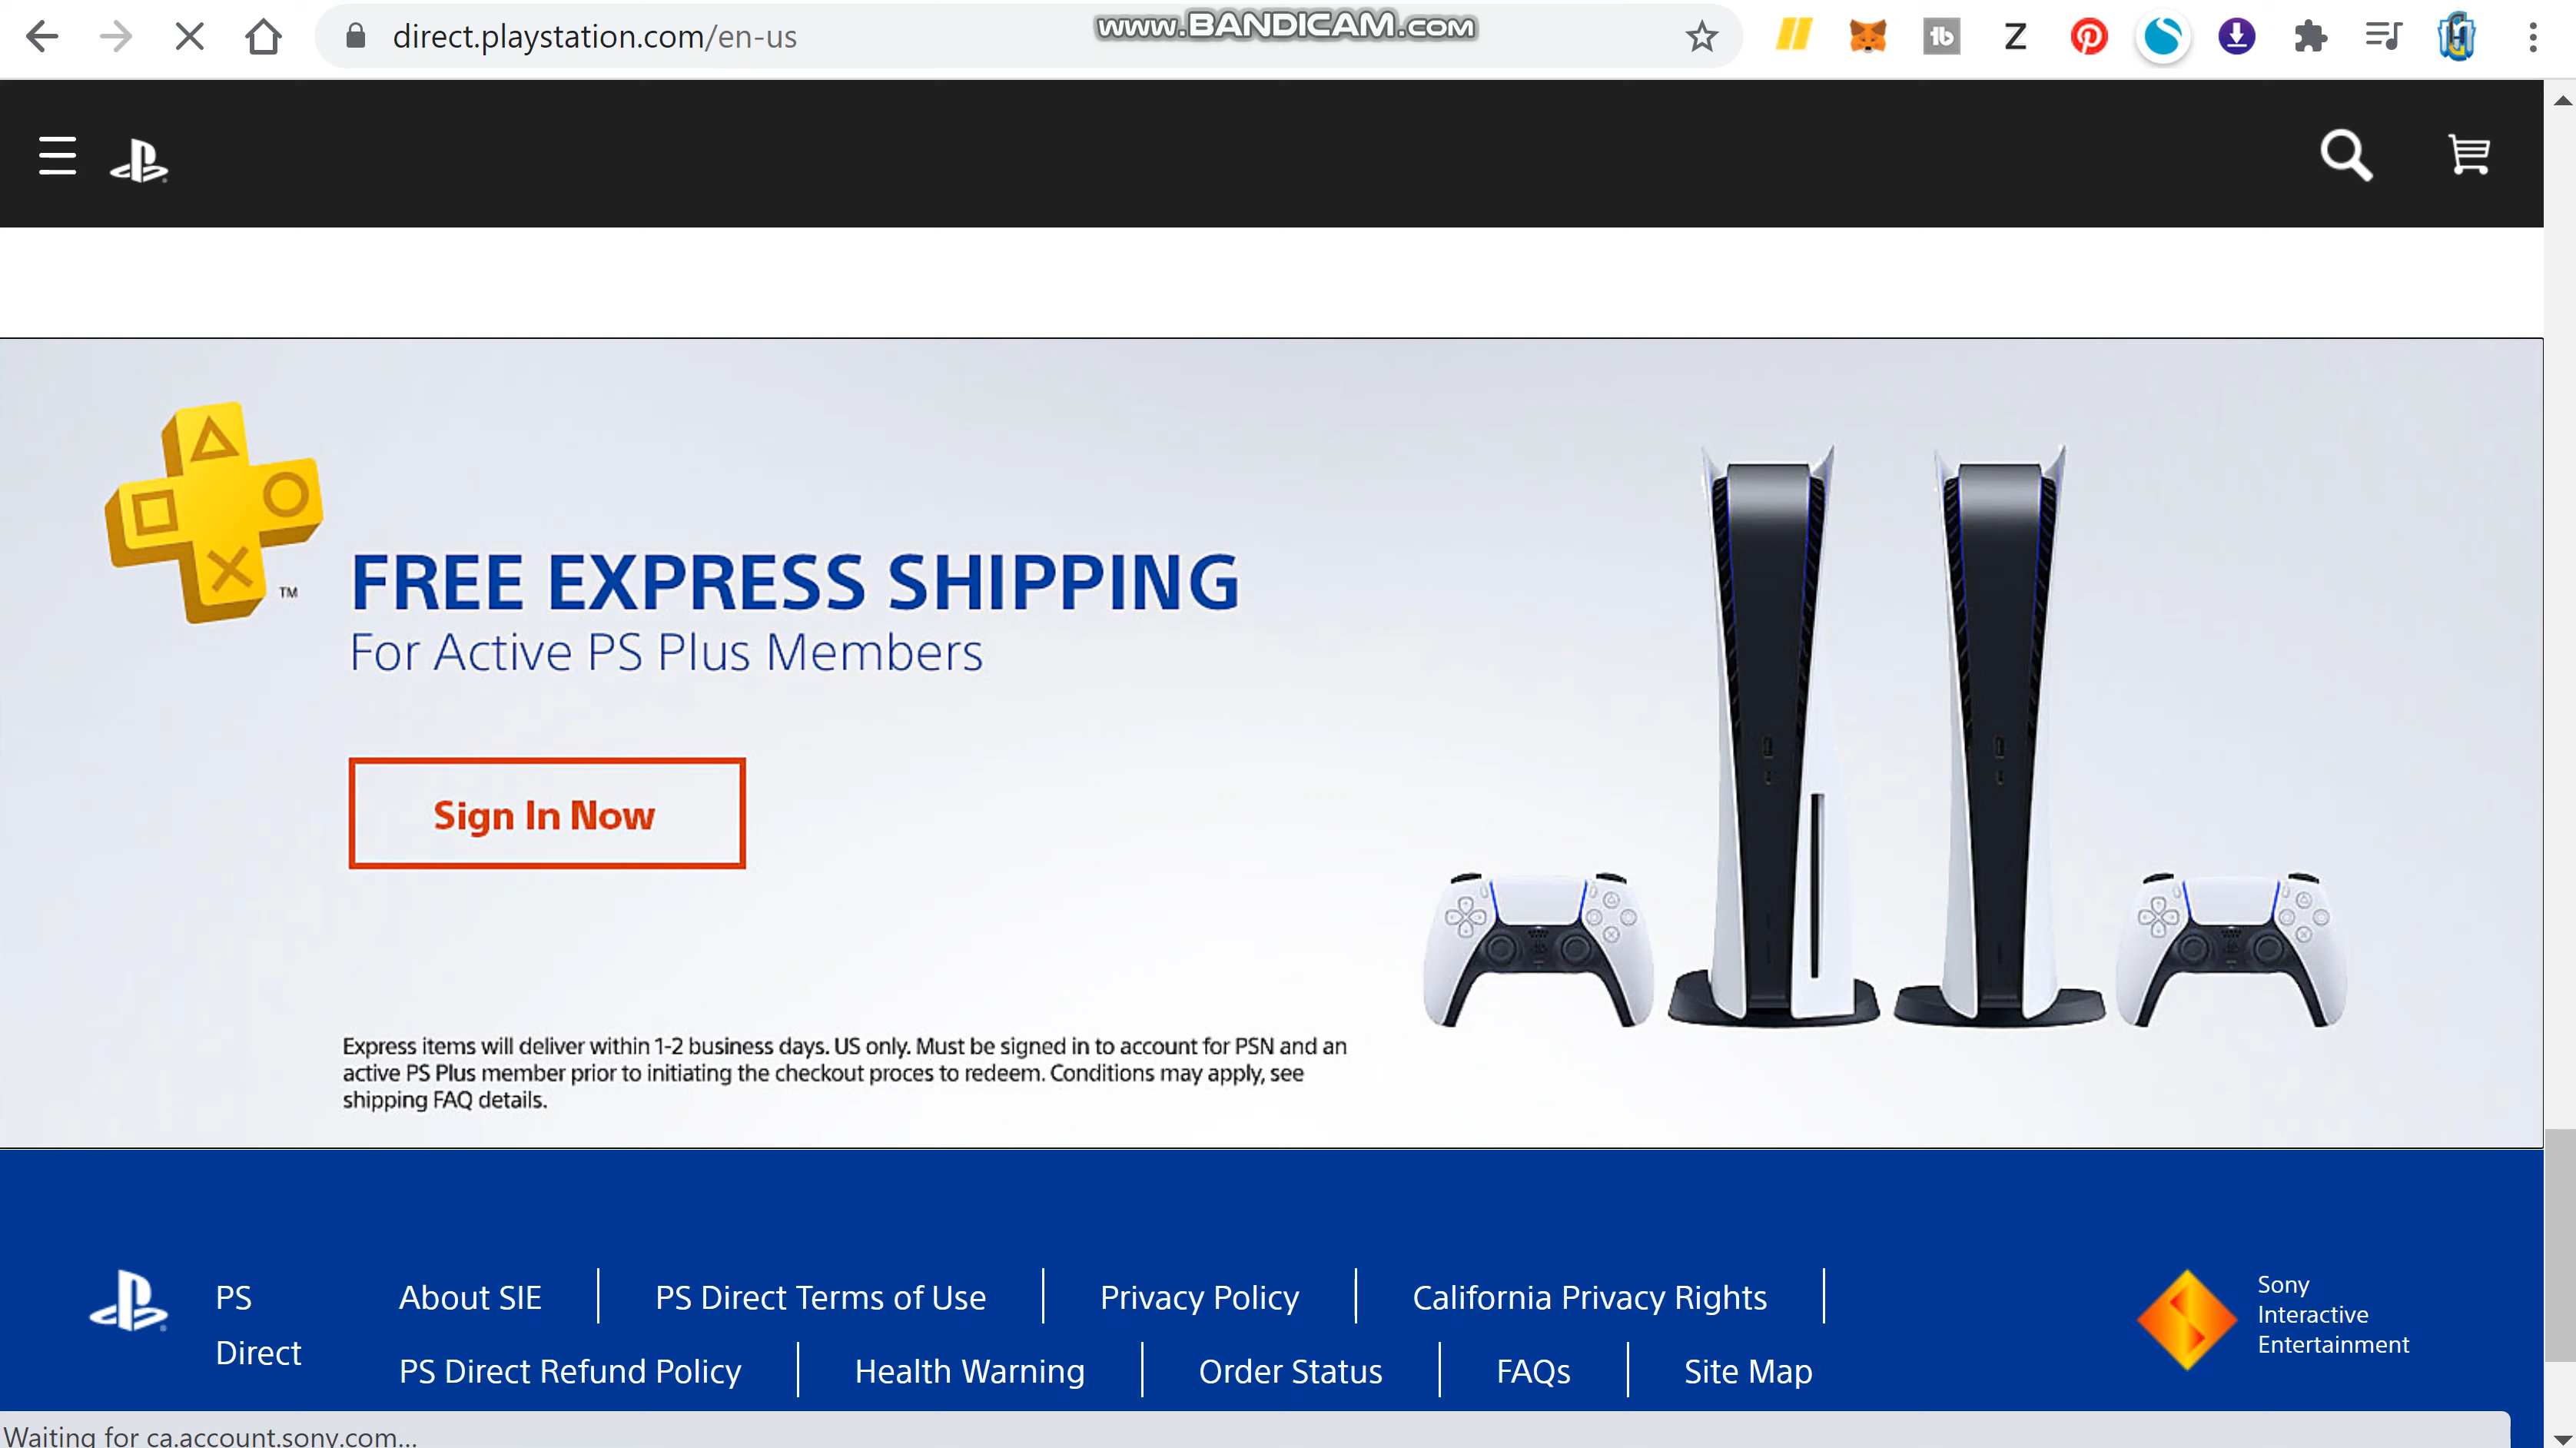 direct.playstation.com/en-us
www.BANDICAM.com
tb
Z
FREE EXPRESS SHIPPING
For Active PS Plus Members
TM
Sign In Now
Express items will deliver within 1-2 business days. US only. Must be signed in to account for PSN and an
active PS Plus member prior to initiating the checkout proces to redeem. Conditions may apply, see
shipping FAQ details.
PS
Direct
About SIE
PS Direct Terms of Use
Privacy Policy
California Privacy Rights
PS Direct Refund Policy
Health Warning
Order Status
FAQs
Site Map
Sony
Interactive
Entertainment
Waiting for ca.account.sony.com...